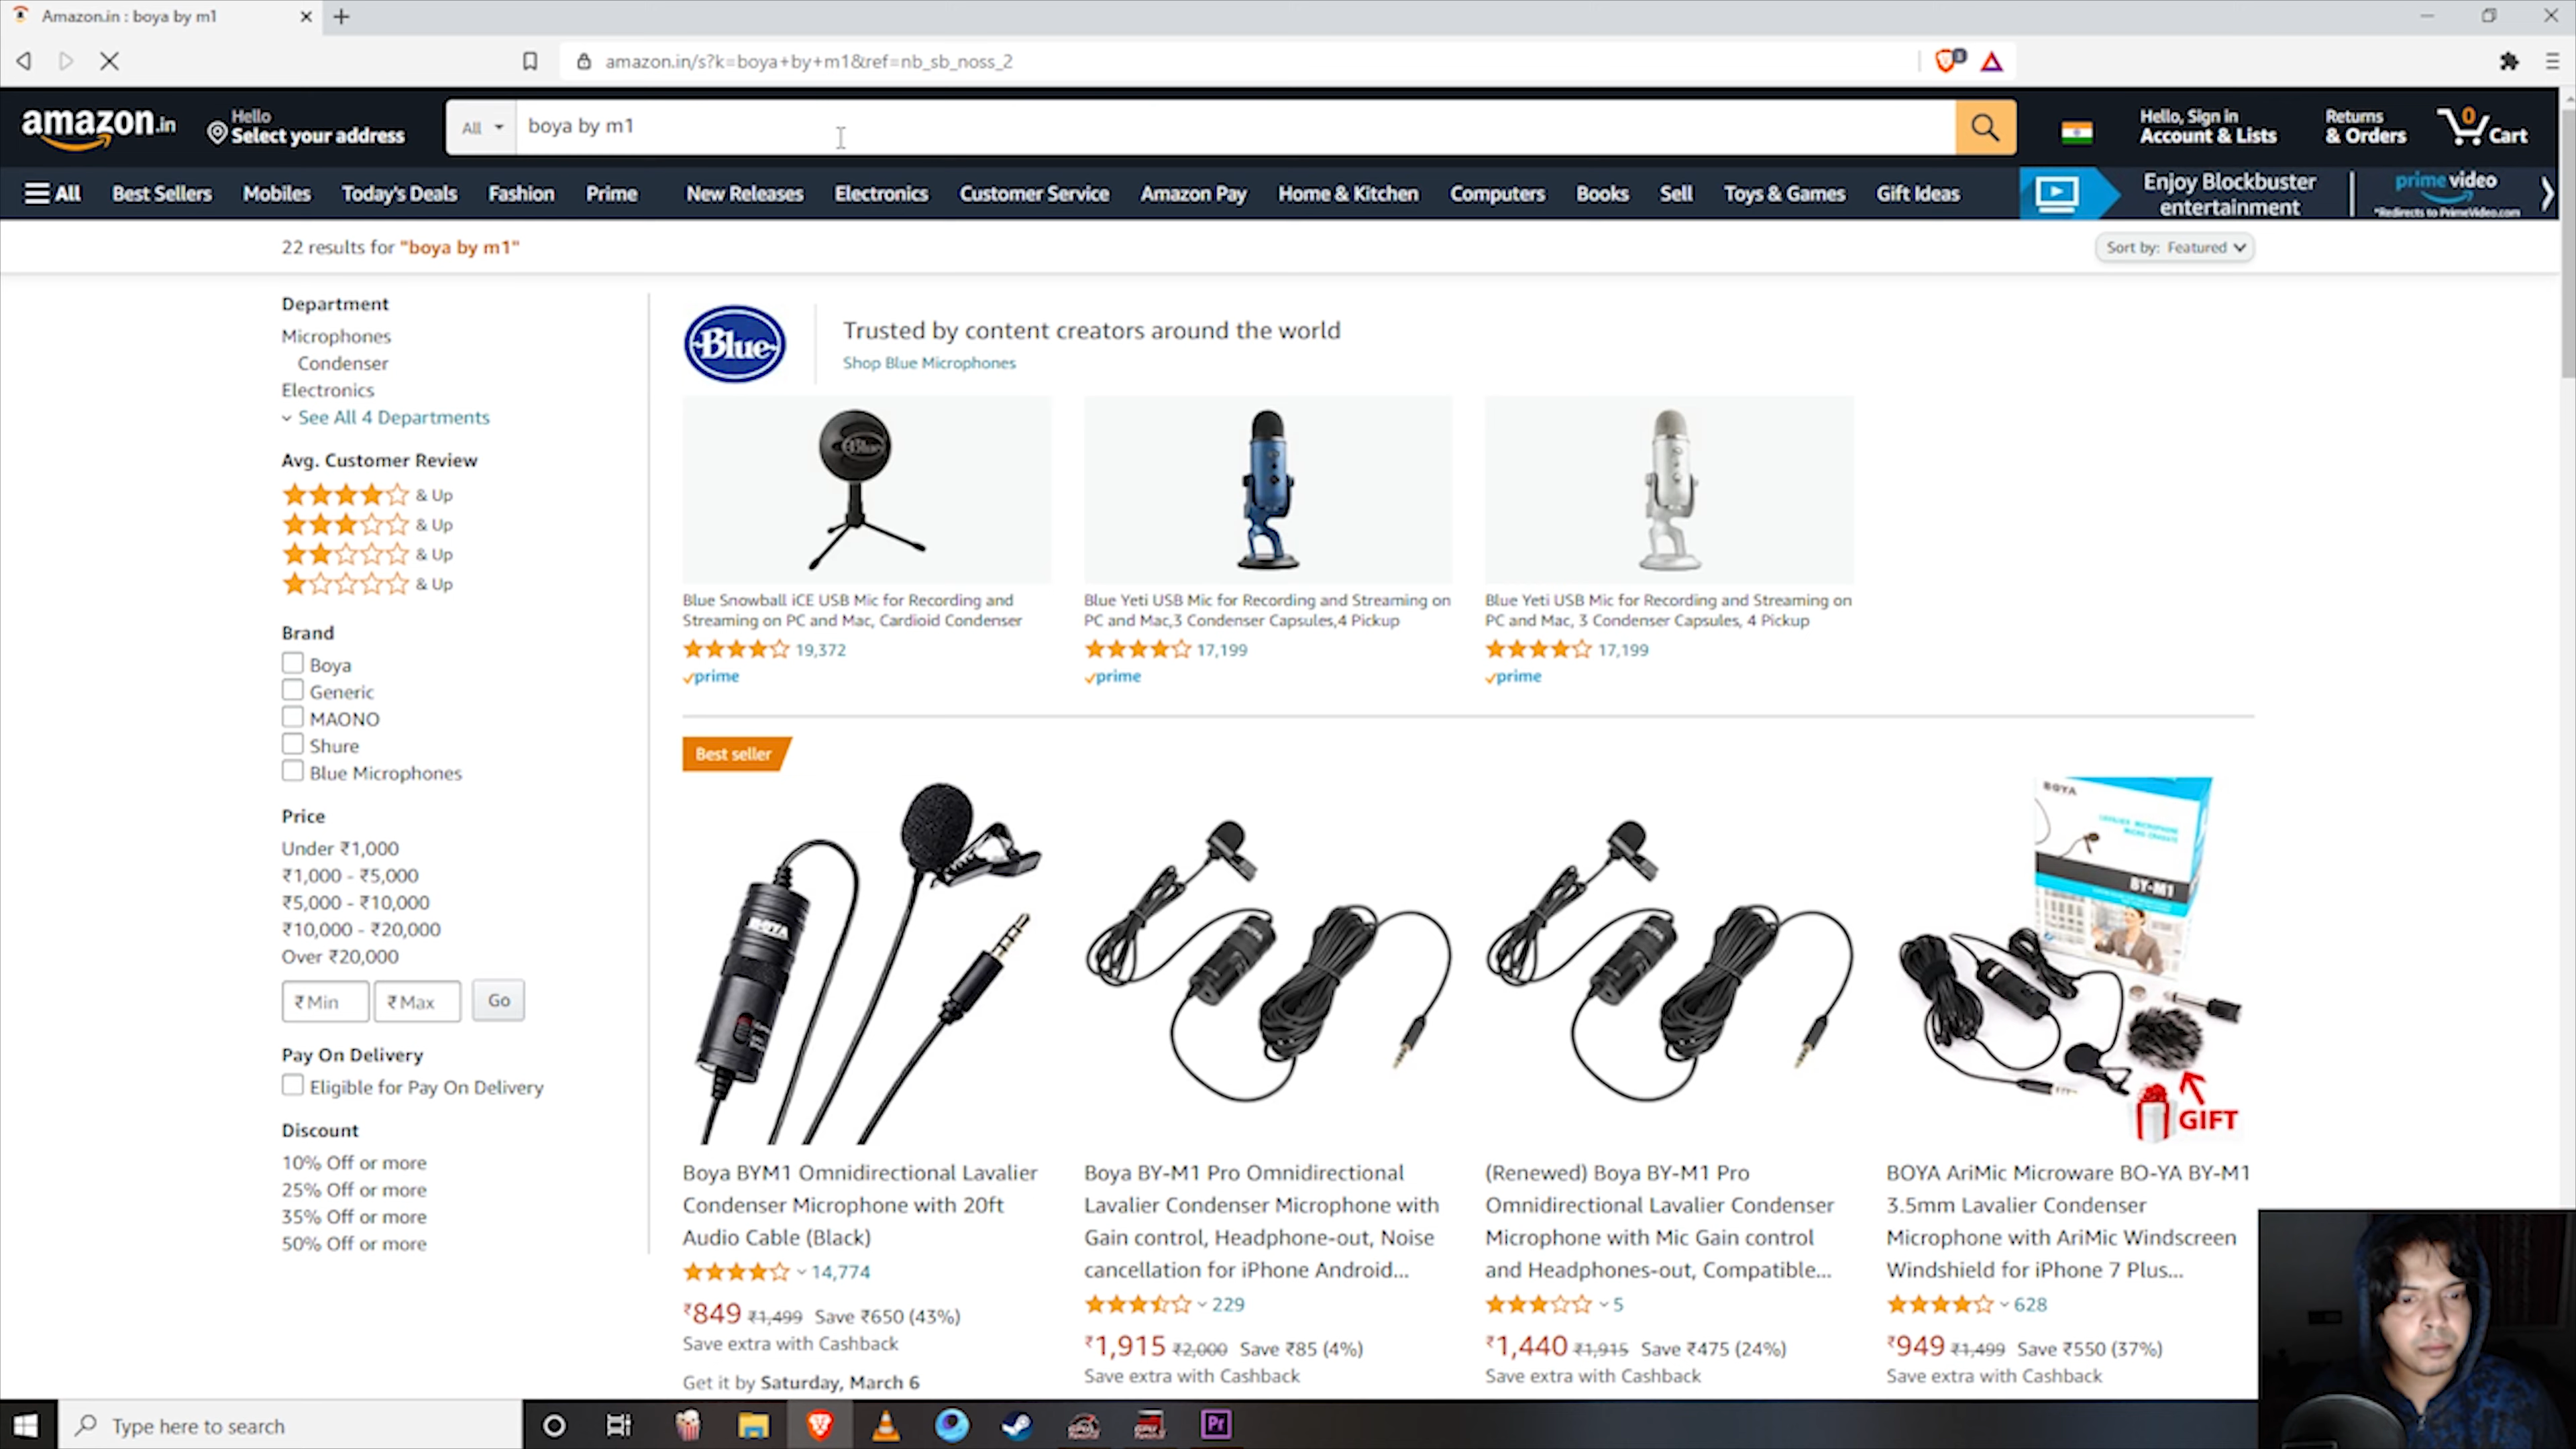 Amazon.in : boya by m1
amazon.in/s?k=boya+by+m1&ref=nb_sb_noss_2
amazon.in
Hello
Select your address
All
boya by m1
Hello, Sign in
Account & Lists
Returns
& Orders
0
Cart
All Best Sellers Mobiles Today's Deals Fashion Prime New Releases Electronics Customer Service Amazon Pay Home & Kitchen Computers Books Sell Toys & Games Gift Ideas
Enjoy Blockbuster
entertainment
prime video
*Redirects to PrimeVideo.com
22 results for "boya by m1"
Sort by: Featured
Department
Microphones
Condenser
Electronics
See All 4 Departments
Avg. Customer Review
& Up
& Up
& Up
& Up
Brand
Boya
Generic
MAONO
Shure
Blue Microphones
Price
Under ₹1,000
₹1,000 - ₹5,000
₹5,000 - ₹10,000
₹10,000 - ₹20,000
Over ₹20,000
₹ Min
₹ Max
Go
Pay On Delivery
Eligible for Pay On Delivery
Discount
10% Off or more
25% Off or more
35% Off or more
50% Off or more
Blue
Trusted by content creators around the world
Shop Blue Microphones
Blue
Blue Snowball iCE USB Mic for Recording and
Streaming on PC and Mac, Cardioid Condenser
19,372
prime
Blue Yeti USB Mic for Recording and Streaming on
PC and Mac,3 Condenser Capsules,4 Pickup
17,199
prime
Blue Yeti USB Mic for Recording and Streaming on
PC and Mac, 3 Condenser Capsules, 4 Pickup
17,199
prime
Best seller
BOYA
Boya BYM1 Omnidirectional Lavalier
Condenser Microphone with 20ft
Audio Cable (Black)
14,774
₹849 ₹1,499 Save ₹650 (43%)
Save extra with Cashback
Get it by Saturday, March 6
Boya BY-M1 Pro Omnidirectional
Lavalier Condenser Microphone with
Gain control, Headphone-out, Noise
cancellation for iPhone Android...
229
₹1,915 ₹2,000 Save ₹85 (4%)
Save extra with Cashback
(Renewed) Boya BY-M1 Pro
Omnidirectional Lavalier Condenser
Microphone with Mic Gain control
and Headphones-out, Compatible...
5
₹1,440 ₹1,915 Save ₹475 (24%)
Save extra with Cashback
BOYA
LAVALIER MICROPHONE
BY-M1
GIFT
BOYA AriMic Microware BO-YA BY-M1
3.5mm Lavalier Condenser
Microphone with AriMic Windscreen
Windshield for iPhone 7 Plus...
628
₹949 ₹1,499 Save ₹550 (37%)
Save extra with Cashback
Type here to search
Pr